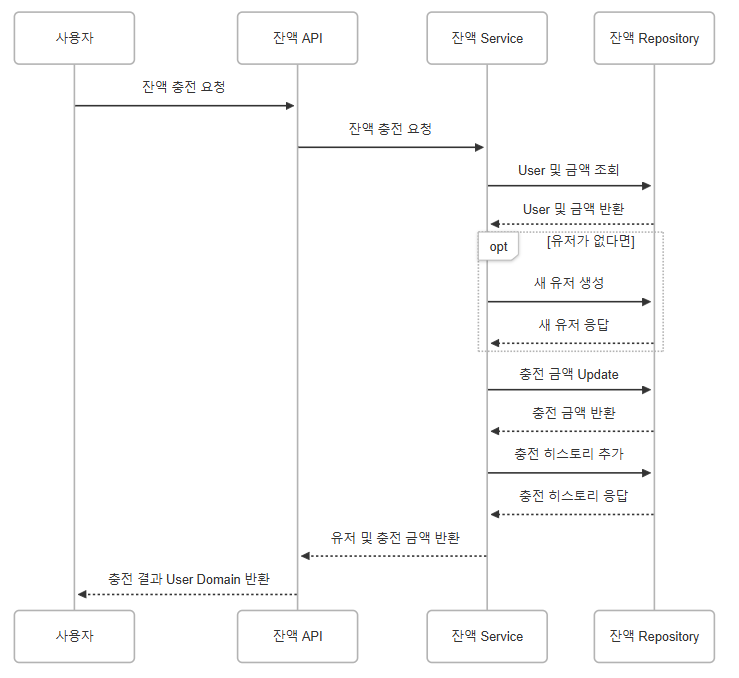 사용자
잔액 API
잔액 Service
잔액 Repository
잔액 충전 요청
잔액 충전 요청
User 및 금액 조회
User 및 금액 반환
opt
[유저가 없다면]
새 유저 생성
새 유저 응답
충전 금액 Update
충전 금액 반환
충전 히스토리 추가
충전 히스토리 응답
유저 및 충전 금액 반환
충전 결과 User Domain 반환
사용자
잔액 API
잔액 Service
잔액 Repository